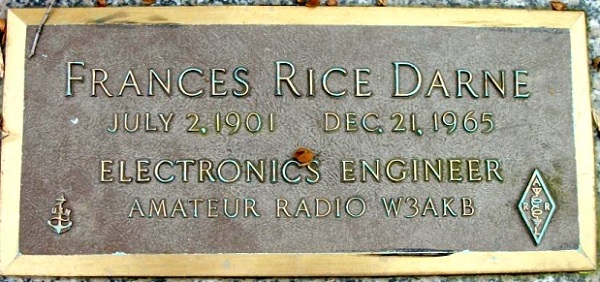 FRANCES RICE DARNE
JULY 2, 1901 DEC. 21, 1965
ELECTRONICS ENGINEER
AMATEUR RADIO W3AKB
A
R R
L